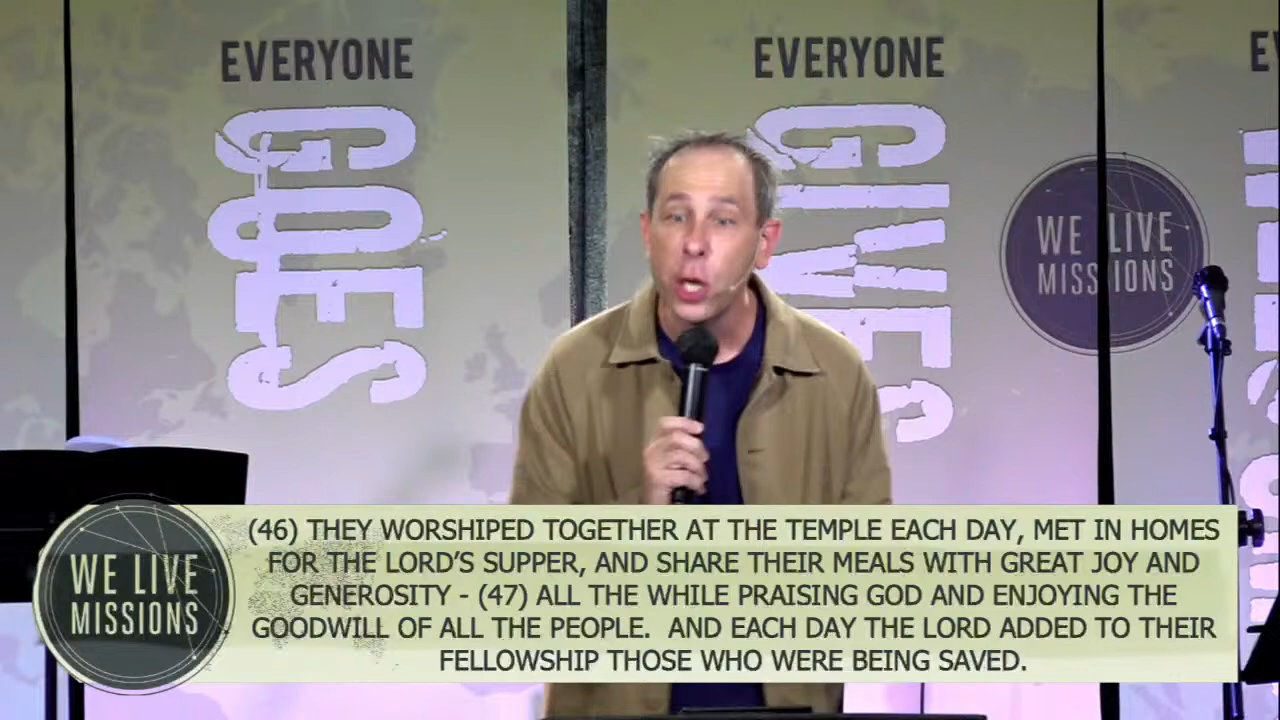 EVERYONE
GOES
EVERYONE
GIVES
WE LIVE
MISSIONS
WE LIVE
MISSIONS
(46) THEY WORSHIPED TOGETHER AT THE TEMPLE EACH DAY, MET IN HOMES
FOR THE LORD'S SUPPER, AND SHARE THEIR MEALS WITH GREAT JOY AND
GENEROSITY - (47) ALL THE WHILE PRAISING GOD AND ENJOYING THE
GOODWILL OF ALL THE PEOPLE. AND EACH DAY THE LORD ADDED TO THEIR
FELLOWSHIP THOSE WHO WERE BEING SAVED.